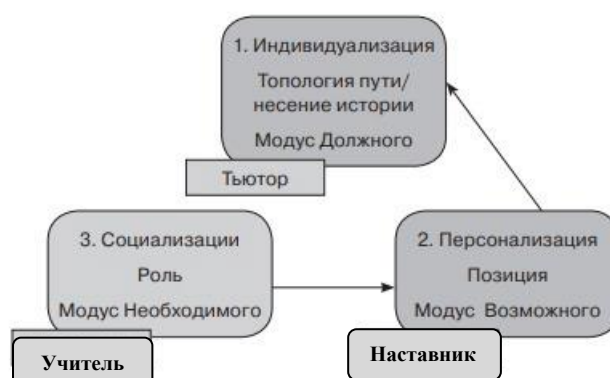 1. Индивидуализация
Топология пути/
несение истории
Модус Должного
Тьютор
3. Социализации
Роль
Модус Необходимого
Учитель
2. Персонализация
Позиция
Модус Возможного
Наставник